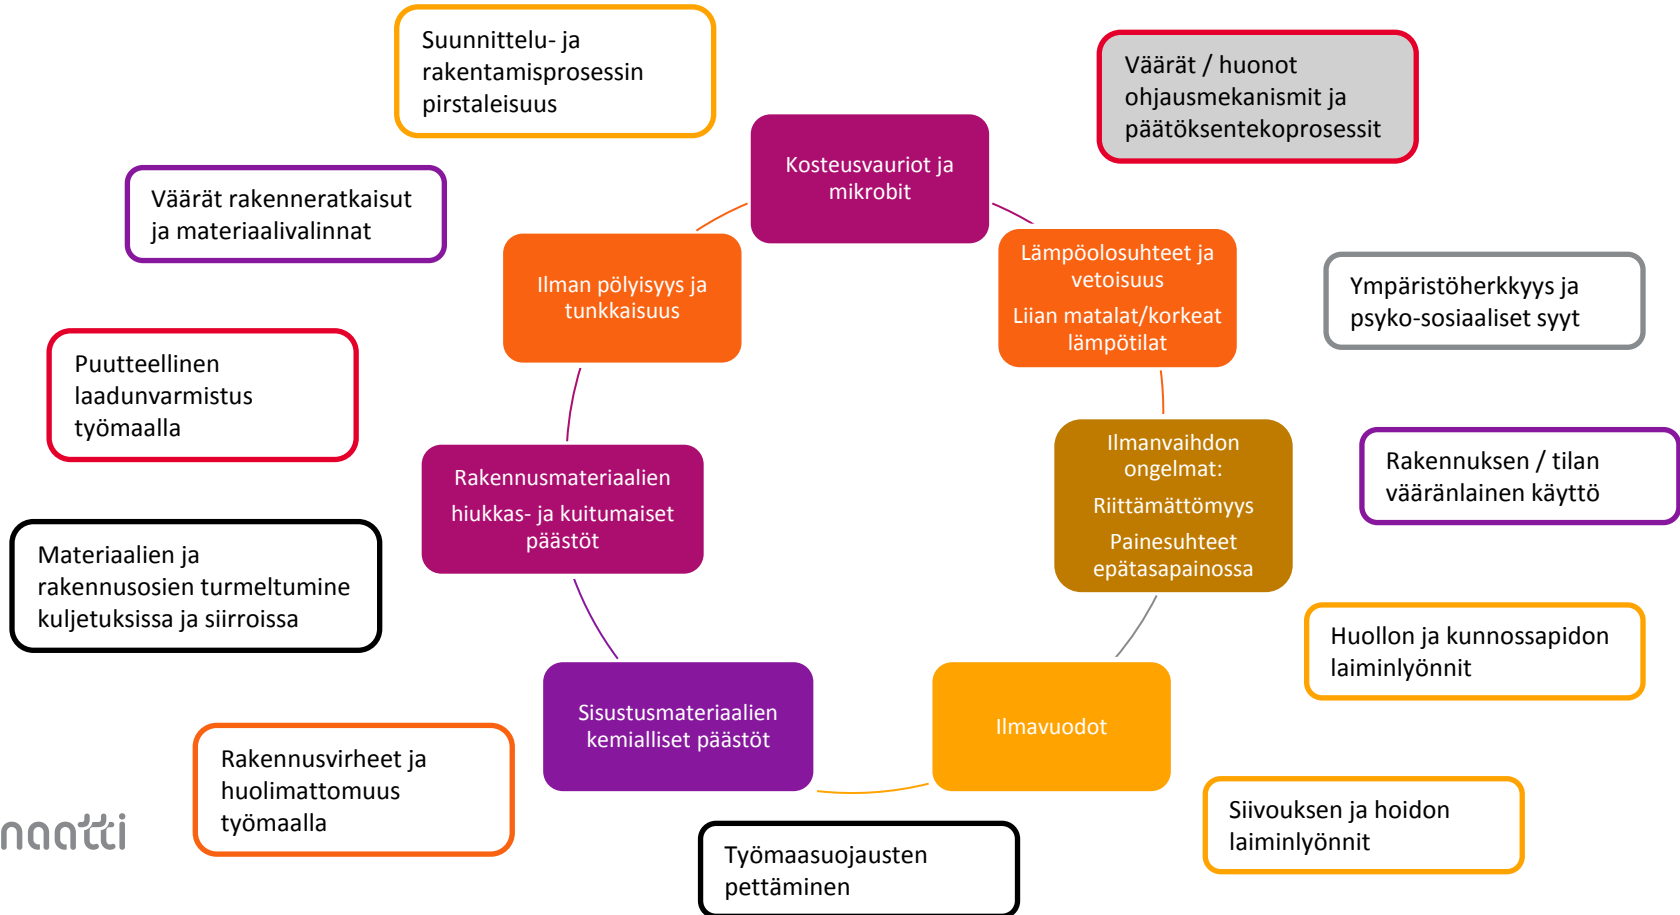 Suunnittelu- ja
rakentamisprosessin
pirstaleisuus
Väärät / huonot
ohjausmekanismit ja
päätöksentekoprosessit
Kosteusvauriot ja
mikrobit
Väärät rakenneratkaisut
ja materiaalivalinnat
Ilman pölyisyys ja
tunkkaisuus
Lämpöolosuhteet ja
vetoisuus
Liian matalat/korkeat
lämpötilat
Ympäristöherkkyys ja
psyko-sosiaaliset syyt
Puutteellinen
laadunvarmistus
työmaalla
Rakennusmateriaalien
hiukkas- ja kuitumaiset
päästöt
Ilmanvaihdon
ongelmat:
Riittämättömyys
Painesuhteet
epätasapainossa
Rakennuksen / tilan
vääränlainen käyttö
Materiaalien ja
rakennusosien turmeltumine
kuljetuksissa ja siirroissa
Huollon ja kunnossapidon
laiminlyönnit
Sisustusmateriaalien
kemialliset päästöt
Ilmavuodot
Rakennusvirheet ja
huolimattomuus
työmaalla
Siivouksen ja hoidon
laiminlyönnit
Työmaasuojausten
pettäminen
naatti